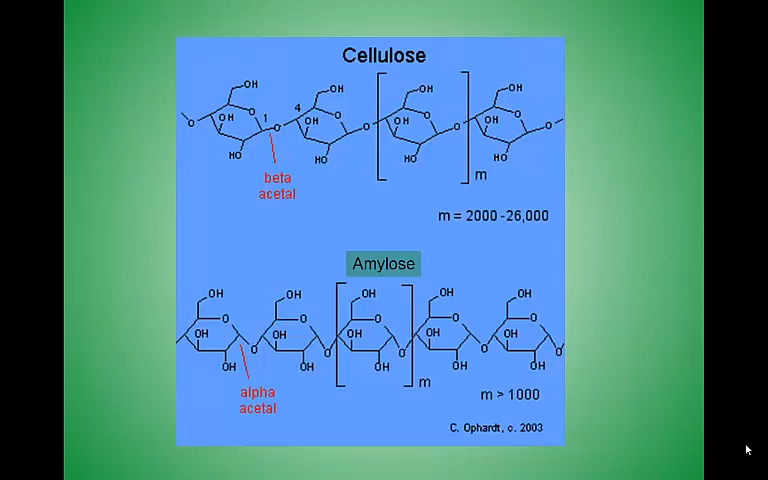 Cellulose
OH OH OH OH
O 1 4 O O O
O OH O OH O OH O OH O
HO HO HO HO
beta
acetal
m
m = 2000-26,000
Amylose
OH OH OH OH OH
O O O O O
OH OH OH OH OH
O O O O O
OH OH OH OH OH
m
alpha
acetal
m > 1000
C. Ophardt, c. 2003